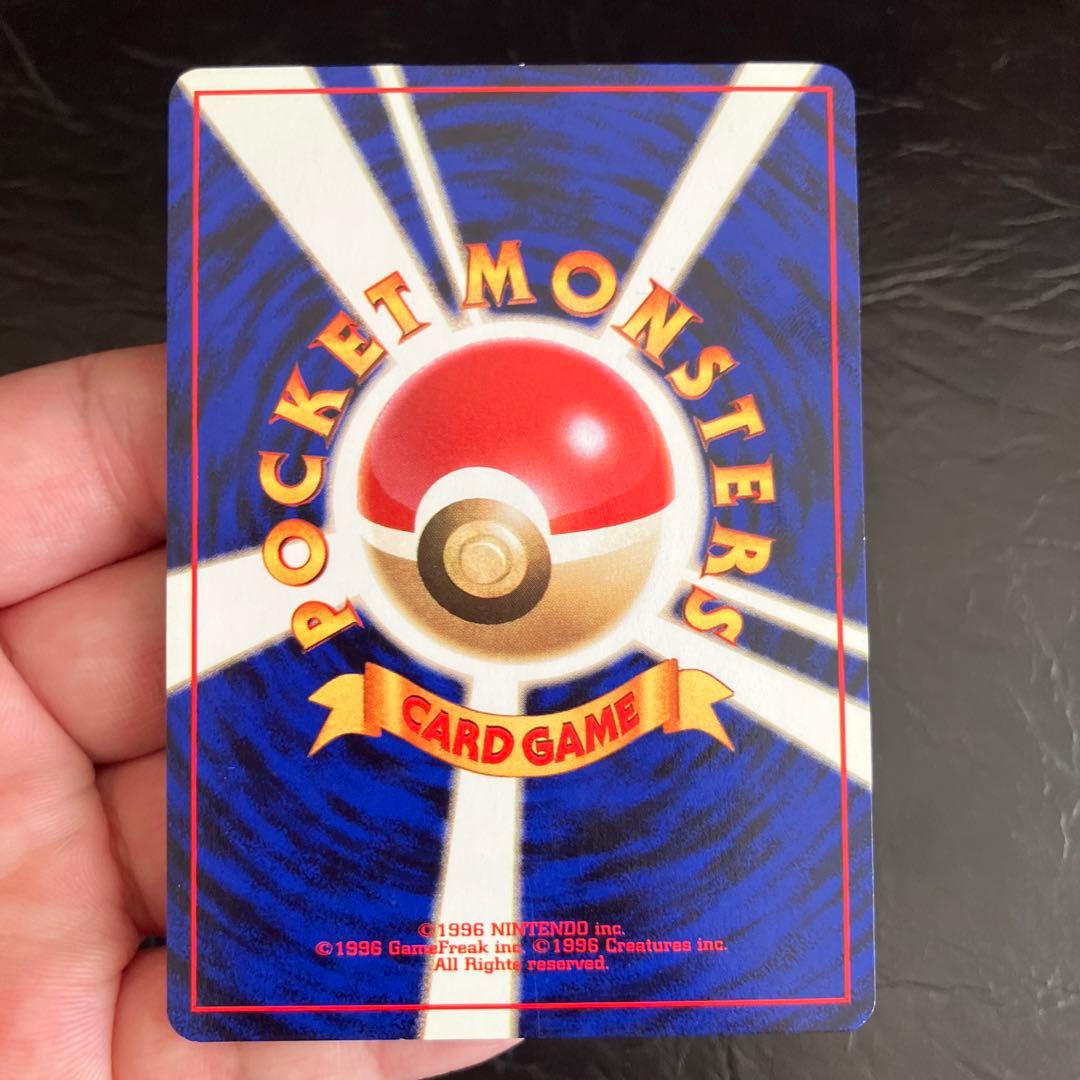 POCKET MONSTERS
CARD GAME
©1996 NINTENDO inc.
©1996 GameFreak inc. ©1996 Creatures inc.
All Rights reserved.